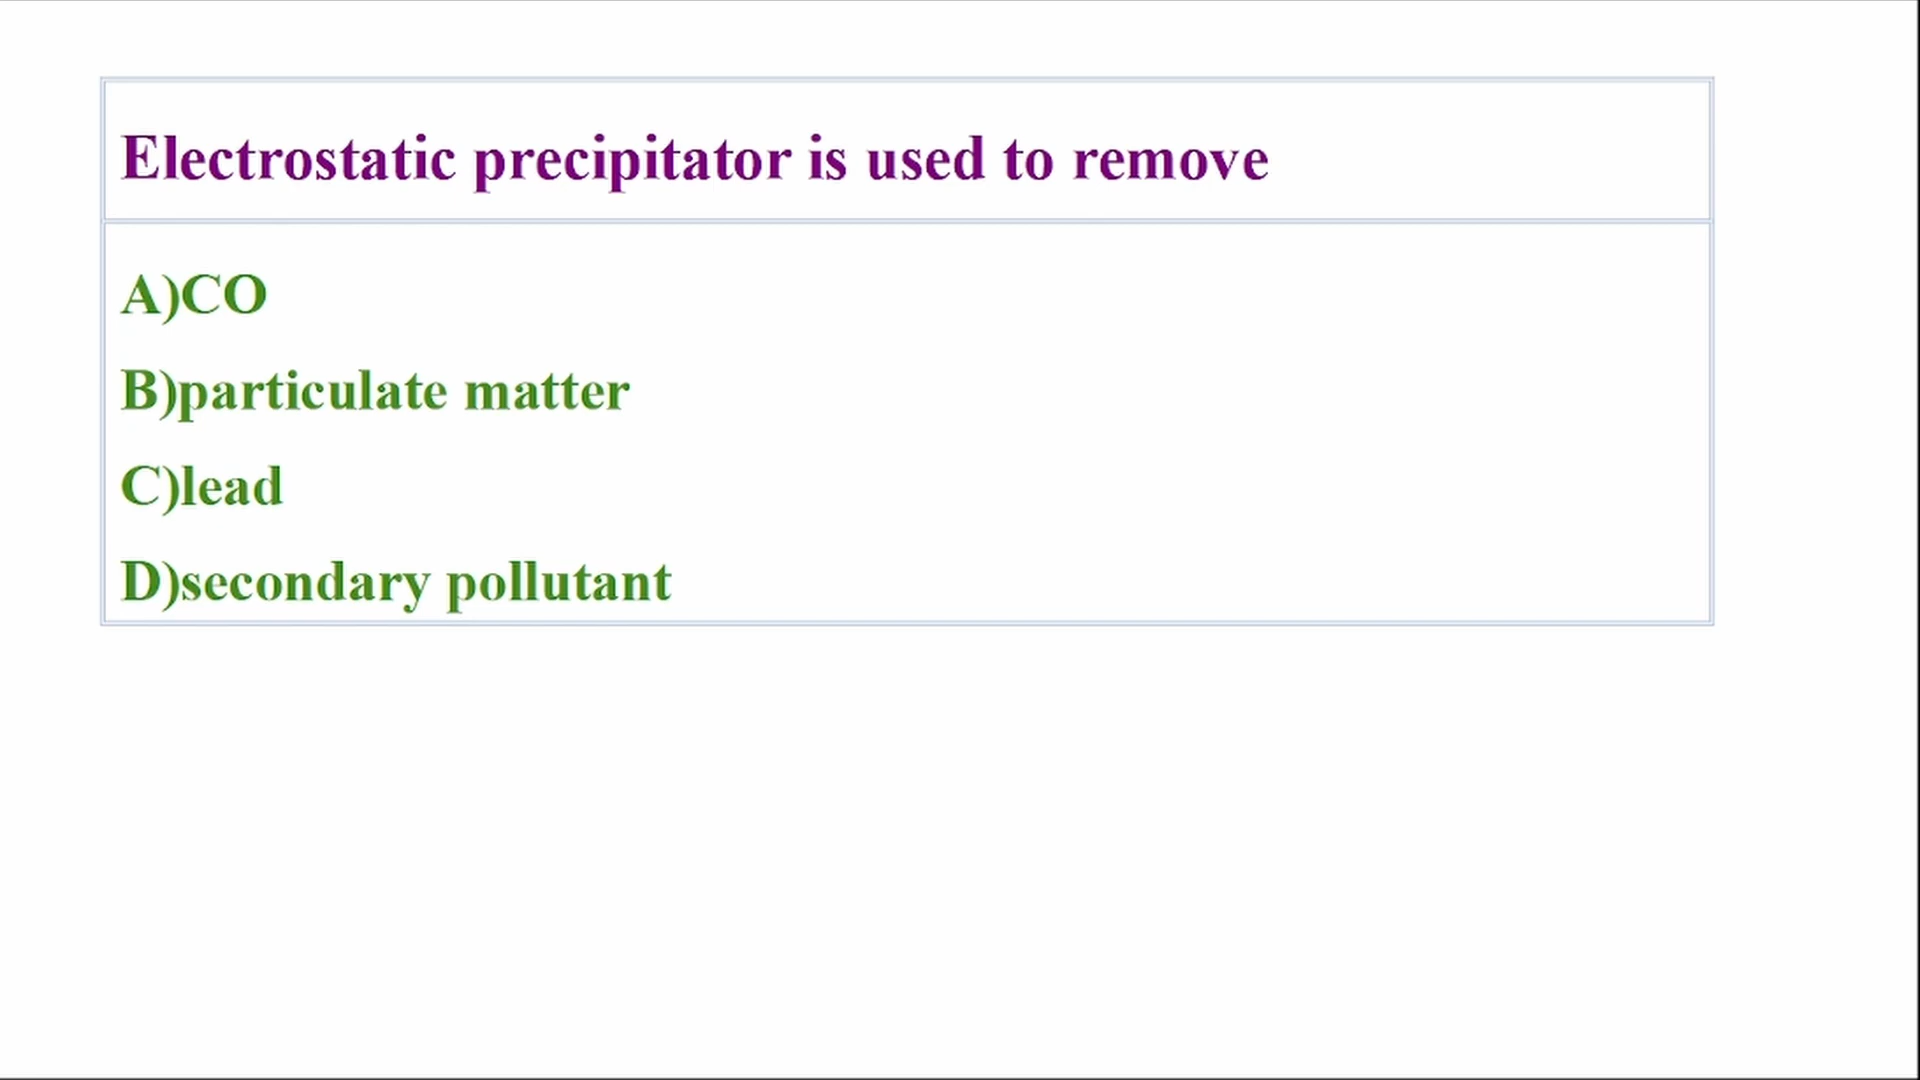 Electrostatic precipitator is used to remove
A)CO
B)particulate matter
C)lead
D)secondary pollutant